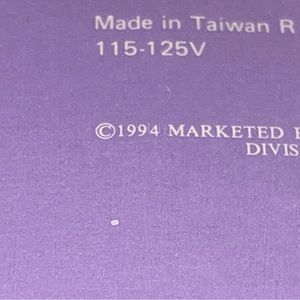 Made in Taiwan R
115-125V
©1994 MARKETED
DIVIS